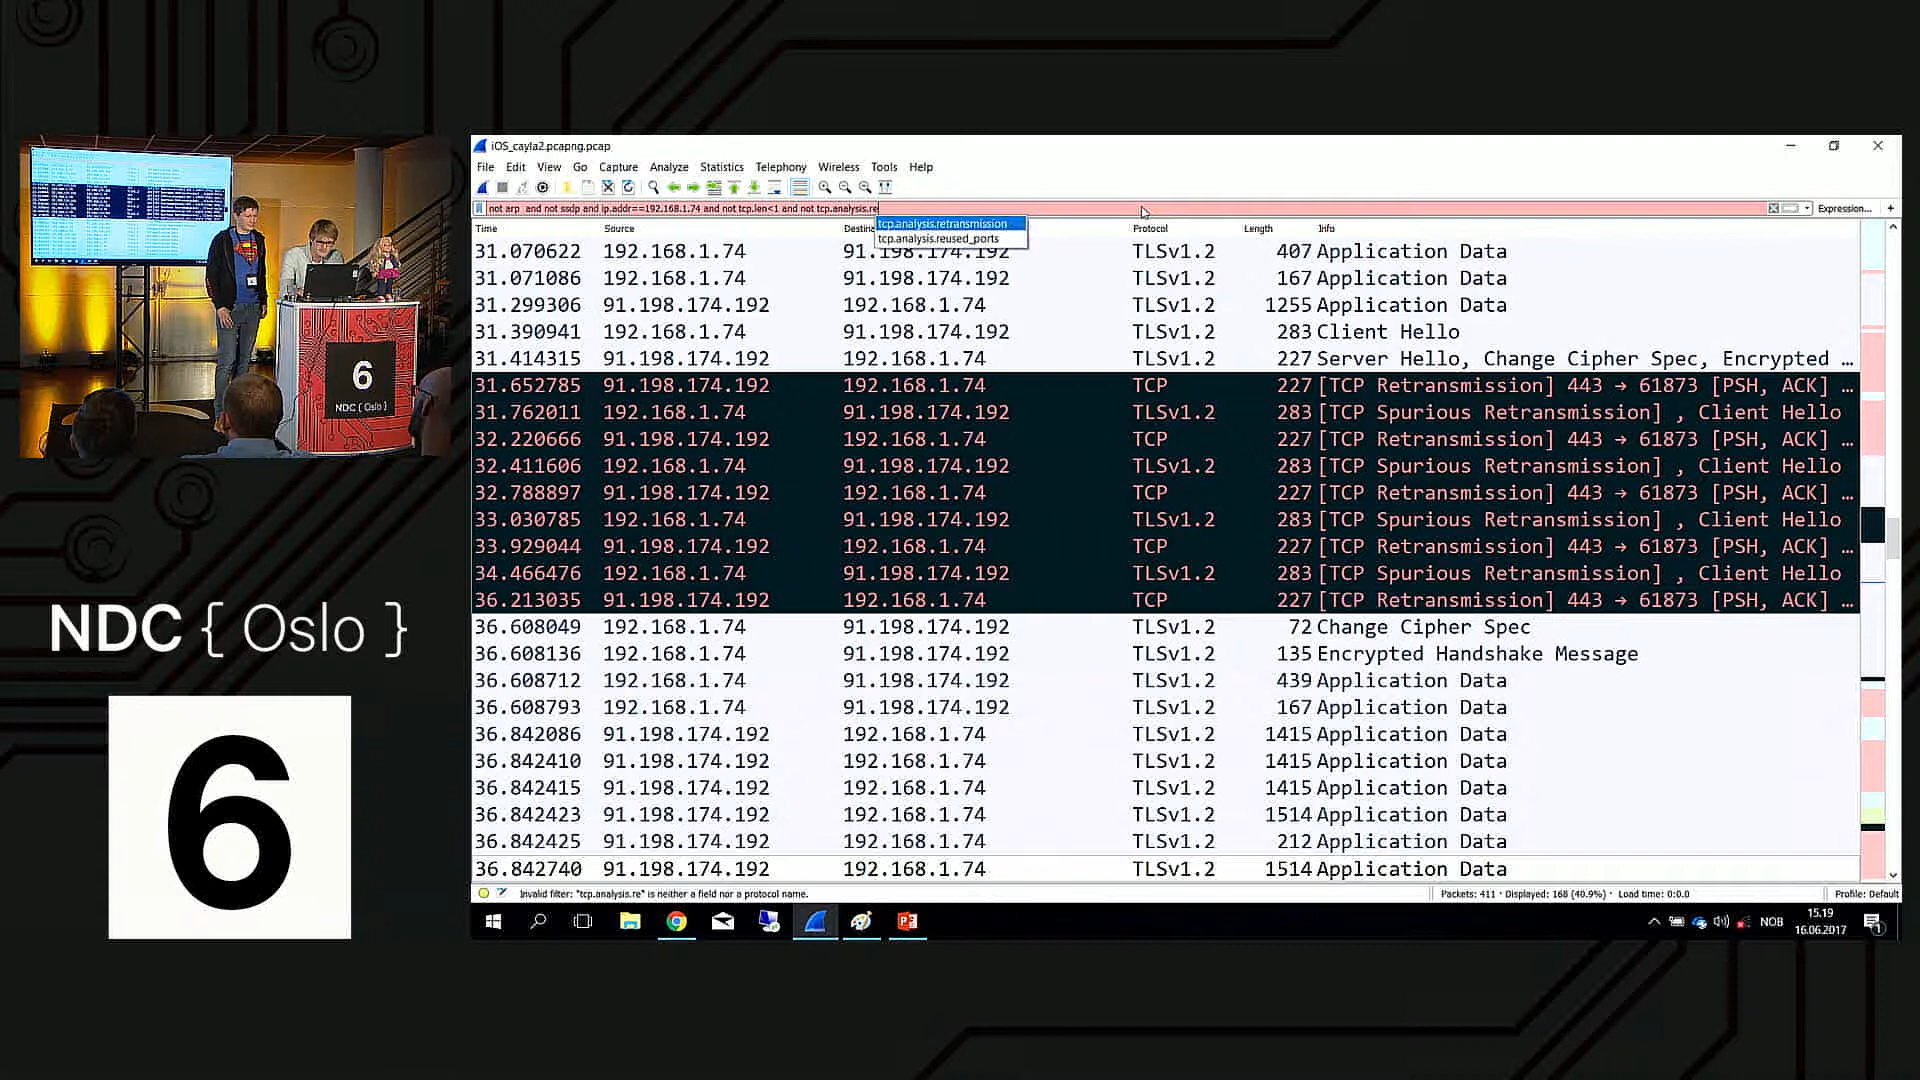 6
NDC { Oslo }
NDC { Oslo }
6
iOS_cayla2.pcapng.pcap
File Edit View Go Capture Analyze Statistics Telephony Wireless Tools Help
not arp and not ssdp and ip.addr==192.168.1.74 and not tcp.len<1 and not tcp.analysis.re
Expression... +
tcp.analysis.retransmission
tcp.analysis.reused_ports
Time Source Destina Protocol Length Info
31.070622 192.168.1.74 91.198.174.192 TLSv1.2 407 Application Data
31.071086 192.168.1.74 91.198.174.192 TLSv1.2 167 Application Data
31.299306 91.198.174.192 192.168.1.74 TLSv1.2 1255 Application Data
31.390941 192.168.1.74 91.198.174.192 TLSv1.2 283 Client Hello
31.414315 91.198.174.192 192.168.1.74 TLSv1.2 227 Server Hello, Change Cipher Spec, Encrypted …
31.652785 91.198.174.192 192.168.1.74 TCP 227 [TCP Retransmission] 443 → 61873 [PSH, ACK] …
31.762011 192.168.1.74 91.198.174.192 TLSv1.2 283 [TCP Spurious Retransmission] , Client Hello
32.220666 91.198.174.192 192.168.1.74 TCP 227 [TCP Retransmission] 443 → 61873 [PSH, ACK] …
32.411606 192.168.1.74 91.198.174.192 TLSv1.2 283 [TCP Spurious Retransmission] , Client Hello
32.788897 91.198.174.192 192.168.1.74 TCP 227 [TCP Retransmission] 443 → 61873 [PSH, ACK] …
33.030785 192.168.1.74 91.198.174.192 TLSv1.2 283 [TCP Spurious Retransmission] , Client Hello
33.929044 91.198.174.192 192.168.1.74 TCP 227 [TCP Retransmission] 443 → 61873 [PSH, ACK] …
34.466476 192.168.1.74 91.198.174.192 TLSv1.2 283 [TCP Spurious Retransmission] , Client Hello
36.213035 91.198.174.192 192.168.1.74 TCP 227 [TCP Retransmission] 443 → 61873 [PSH, ACK] …
36.608049 192.168.1.74 91.198.174.192 TLSv1.2 72 Change Cipher Spec
36.608136 192.168.1.74 91.198.174.192 TLSv1.2 135 Encrypted Handshake Message
36.608712 192.168.1.74 91.198.174.192 TLSv1.2 439 Application Data
36.608793 192.168.1.74 91.198.174.192 TLSv1.2 167 Application Data
36.842086 91.198.174.192 192.168.1.74 TLSv1.2 1415 Application Data
36.842410 91.198.174.192 192.168.1.74 TLSv1.2 1415 Application Data
36.842415 91.198.174.192 192.168.1.74 TLSv1.2 1415 Application Data
36.842423 91.198.174.192 192.168.1.74 TLSv1.2 1514 Application Data
36.842425 91.198.174.192 192.168.1.74 TLSv1.2 212 Application Data
36.842740 91.198.174.192 192.168.1.74 TLSv1.2 1514 Application Data
Invalid filter: "tcp.analysis.re" is neither a field nor a protocol name.
Packets: 411 · Displayed: 168 (40.9%) · Load time: 0:0.0
Profile: Default
NOB
15.19
16.06.2017
1